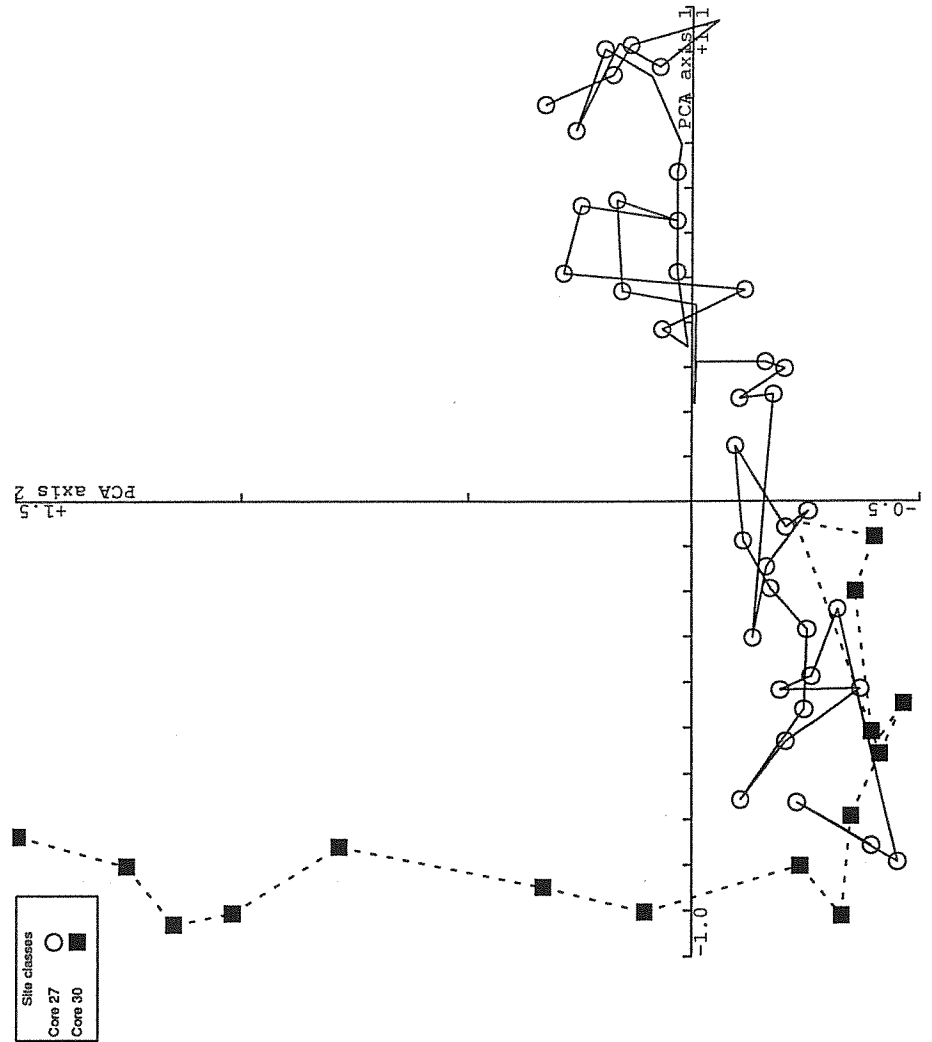 PCA axis 1
+1.1
PCA axis 2
+1.5
-0.5
-1.0
Site classes
Core 27
Core 30